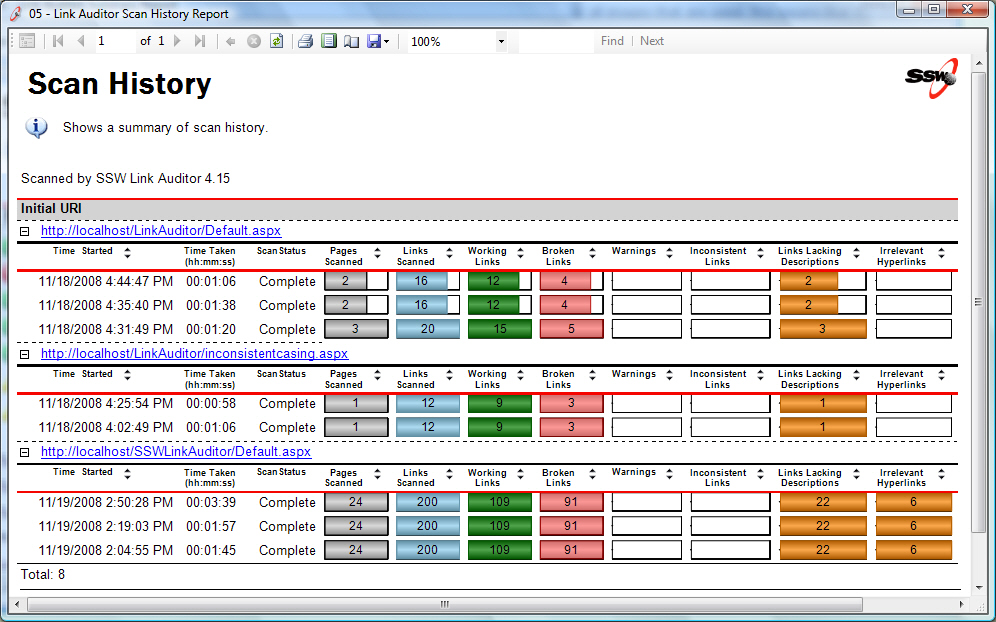 05 - Link Auditor Scan History Report
1 of 1 100% Find | Next
Scan History
SSW
Shows a summary of scan history.
Scanned by SSW Link Auditor 4.15
Initial URI
http://localhost/LinkAuditor/Default.aspx
Time Started Time Taken (hh:mm:ss) Scan Status Pages Scanned Links Scanned Working Links Broken Links Warnings Inconsistent Links Links Lacking Descriptions Irrelevant Hyperlinks
11/18/2008 4:44:47 PM 00:01:06 Complete 2 16 12 4 2
11/18/2008 4:35:40 PM 00:01:38 Complete 2 16 12 4 2
11/18/2008 4:31:49 PM 00:01:20 Complete 3 20 15 5 3
http://localhost/LinkAuditor/inconsistentcasing.aspx
Time Started Time Taken (hh:mm:ss) Scan Status Pages Scanned Links Scanned Working Links Broken Links Warnings Inconsistent Links Links Lacking Descriptions Irrelevant Hyperlinks
11/18/2008 4:25:54 PM 00:00:58 Complete 1 12 9 3 1
11/18/2008 4:02:49 PM 00:01:06 Complete 1 12 9 3 1
http://localhost/SSWLinkAuditor/Default.aspx
Time Started Time Taken (hh:mm:ss) Scan Status Pages Scanned Links Scanned Working Links Broken Links Warnings Inconsistent Links Links Lacking Descriptions Irrelevant Hyperlinks
11/19/2008 2:50:28 PM 00:03:39 Complete 24 200 109 91 22 6
11/19/2008 2:19:03 PM 00:01:57 Complete 24 200 109 91 22 6
11/19/2008 2:04:55 PM 00:01:45 Complete 24 200 109 91 22 6
Total: 8